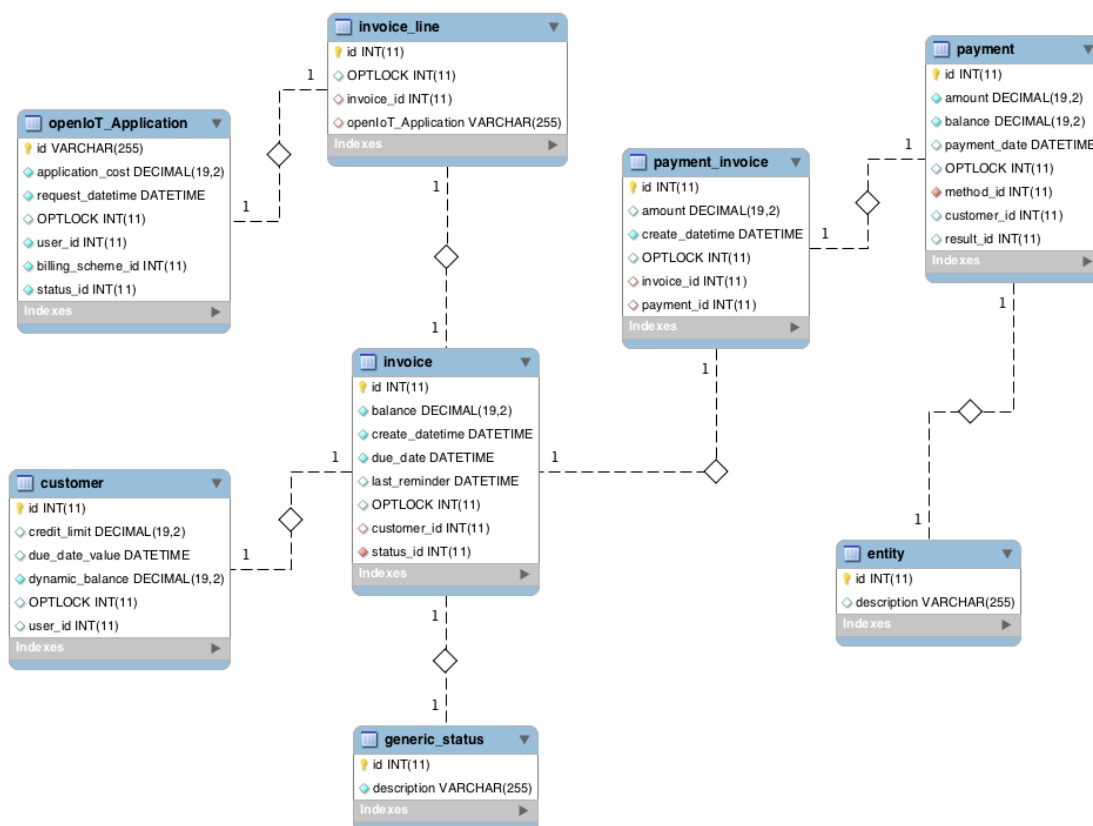 invoice_line
id INT(11)
OPTLOCK INT(11)
invoice_id INT(11)
openIoT_Application VARCHAR(255)
Indexes
1
1
openIoT_Application
id VARCHAR(255)
application_cost DECIMAL(19,2)
request_datetime DATETIME
OPTLOCK INT(11)
user_id INT(11)
billing_scheme_id INT(11)
status_id INT(11)
Indexes
1
1
payment
id INT(11)
amount DECIMAL(19,2)
balance DECIMAL(19,2)
payment_date DATETIME
OPTLOCK INT(11)
method_id INT(11)
customer_id INT(11)
result_id INT(11)
Indexes
1
1
payment_invoice
id INT(11)
amount DECIMAL(19,2)
create_datetime DATETIME
OPTLOCK INT(11)
invoice_id INT(11)
payment_id INT(11)
Indexes
1
1
invoice
id INT(11)
balance DECIMAL(19,2)
create_datetime DATETIME
due_date DATETIME
last_reminder DATETIME
OPTLOCK INT(11)
customer_id INT(11)
status_id INT(11)
Indexes
1
1
1
customer
id INT(11)
credit_limit DECIMAL(19,2)
due_date_value DATETIME
dynamic_balance DECIMAL(19,2)
OPTLOCK INT(11)
user_id INT(11)
Indexes
1
1
entity
id INT(11)
description VARCHAR(255)
Indexes
1
generic_status
id INT(11)
description VARCHAR(255)
Indexes